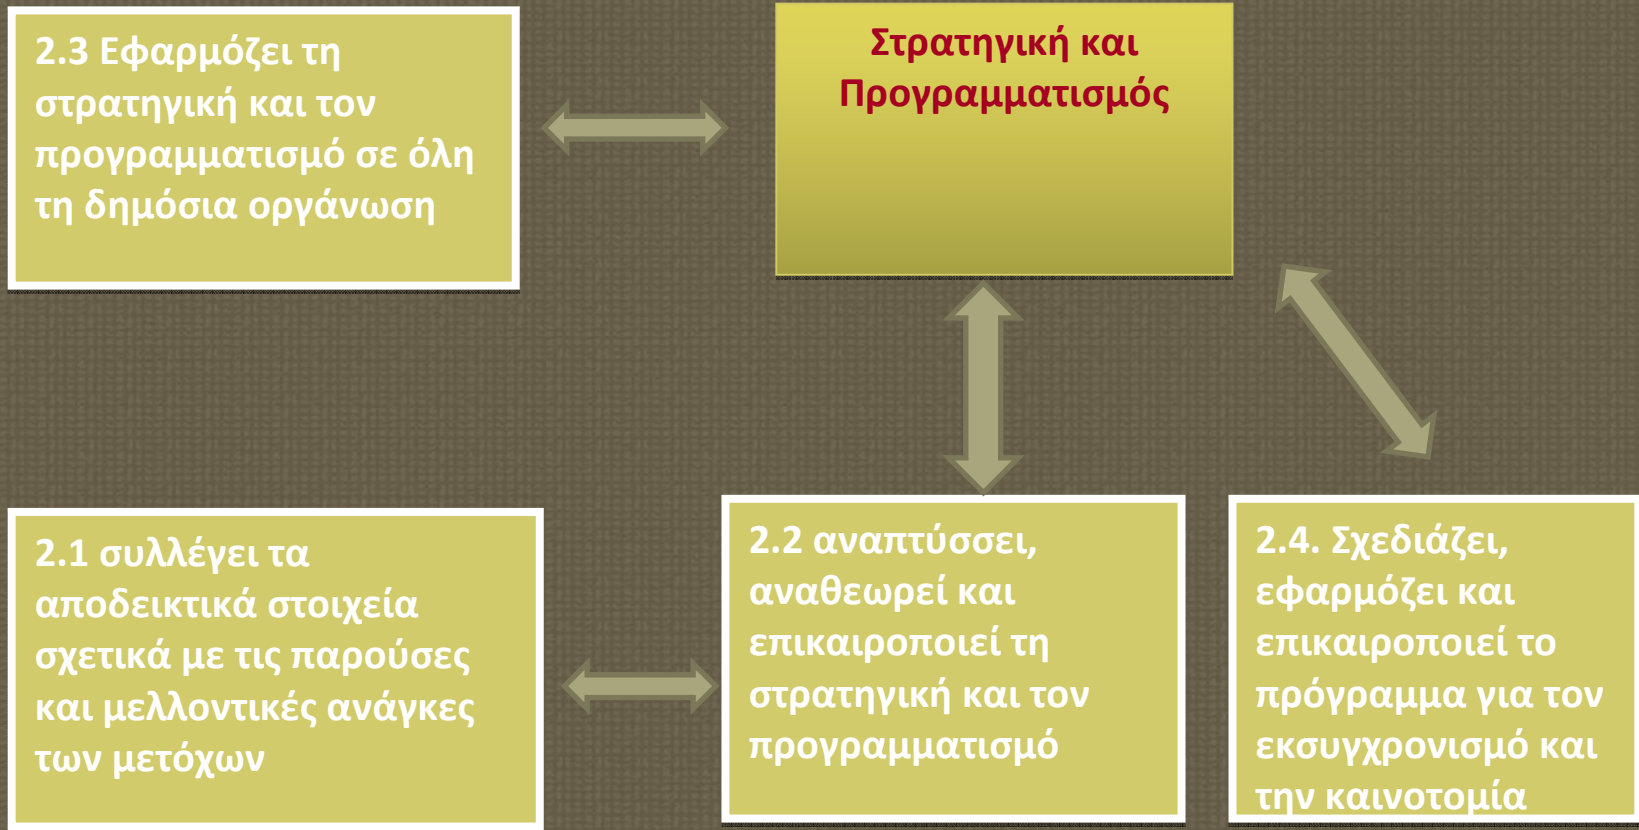 2.3 Εφαρμόζει τη
στρατηγική και τον
προγραμματισμό σε όλη
τη δημόσια οργάνωση
Στρατηγική και
Προγραμματισμός
2.1 συλλέγει τα
αποδεικτικά στοιχεία
σχετικά με τις παρούσες
και μελλοντικές ανάγκες
των μετόχων
2.2 αναπτύσσει,
αναθεωρεί και
επικαιροποιεί τη
στρατηγική και τον
προγραμματισμό
2.4. Σχεδιάζει,
εφαρμόζει και
επικαιροποιεί το
πρόγραμμα για τον
εκσυγχρονισμό και
την καινοτομία